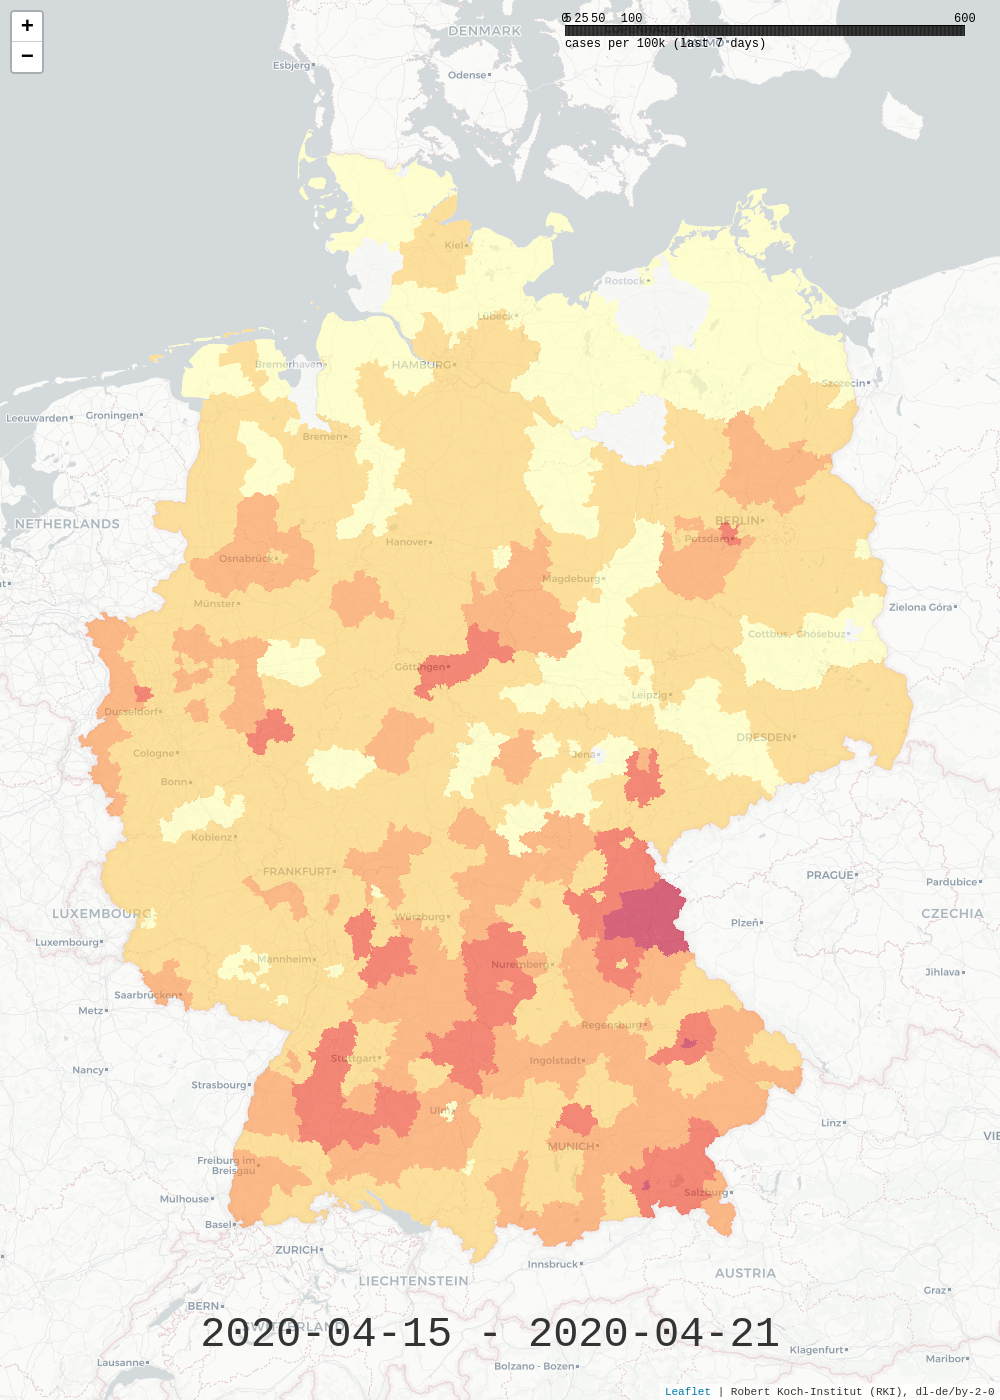 +
−
0 5 25 50 100 600
cases per 100k (last 7 days)
DENMARK
Esbjerg
Odense
Kiel
Rostock
Lübeck
Bremerhaven
HAMBURG
Szczecin
Leeuwarden
Groningen
Bremen
NETHERLANDS
BERLIN
Potsdam
Hanover
Osnabrück
Magdeburg
Münster
Zielona Góra
Cottbus - Chóśebuz
Göttingen
Leipzig
Dusseldorf
DRESDEN
Cologne
Jena
Bonn
Koblenz
FRANKFURT
PRAGUE
Pardubice
LUXEMBOURG
Würzburg
Plzeň
CZECHIA
Luxembourg
Mannheim
Nuremberg
Jihlava
Saarbrücken
Metz
Regensburg
Stuttgart
Ingolstadt
Nancy
Strasbourg
Ulm
Linz
MUNICH
Freiburg im
Breisgau
Mulhouse
Salzburg
Basel
ZURICH
Innsbruck
AUSTRIA
LIECHTENSTEIN
Graz
BERN
SWITZERLAND
2020-04-15 - 2020-04-21
Klagenfurt
Maribor
Lausanne
Bolzano - Bozen
Leaflet | Robert Koch-Institut (RKI), dl-de/by-2-0